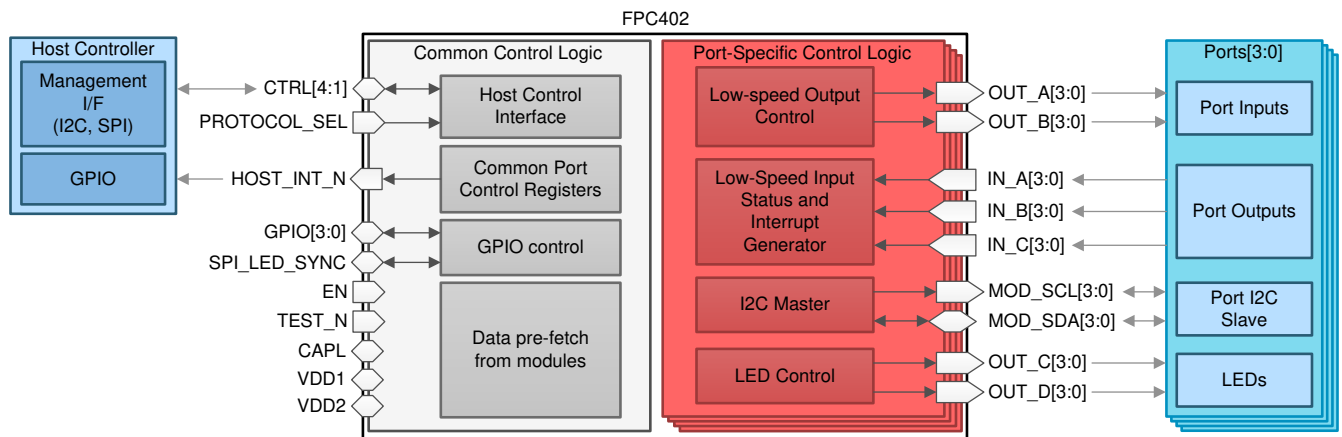 FPC402
Host Controller
Management
I/F
(I2C, SPI)
GPIO
CTRL[4:1]
PROTOCOL_SEL
HOST_INT_N
GPIO[3:0]
SPI_LED_SYNC
EN
TEST_N
CAPL
VDD1
VDD2
Common Control Logic
Host Control
Interface
Common Port
Control Registers
GPIO control
Data pre-fetch
from modules
Port-Specific Control Logic
Low-speed Output
Control
Low-Speed Input
Status and
Interrupt
Generator
I2C Master
LED Control
OUT_A[3:0]
OUT_B[3:0]
IN_A[3:0]
IN_B[3:0]
IN_C[3:0]
MOD_SCL[3:0]
MOD_SDA[3:0]
OUT_C[3:0]
OUT_D[3:0]
Ports[3:0]
Port Inputs
Port Outputs
Port I2C
Slave
LEDs